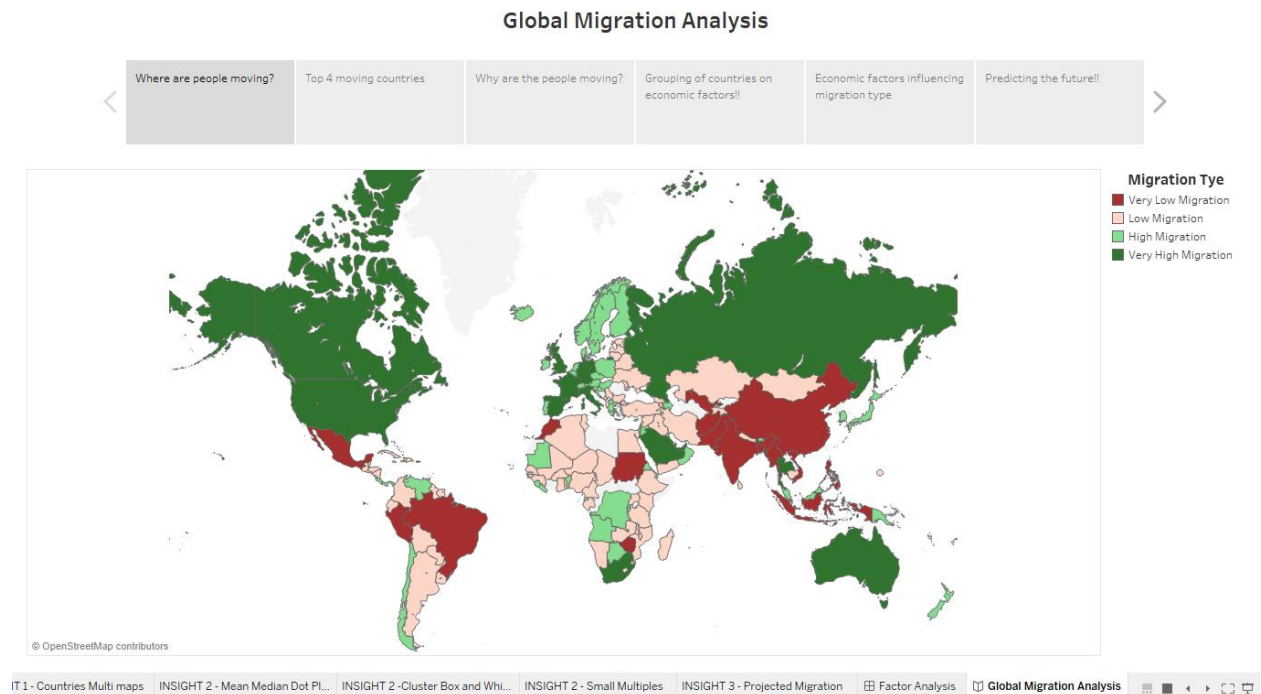 Global Migration Analysis
Where are people moving?
Top 4 moving countries
Why are the people moving?
Grouping of countries on
economic factors!!
Economic factors influencing
migration type
Predicting the future!!
Migration Tye
Very Low Migration
Low Migration
High Migration
Very High Migration
© OpenStreetMap contributors
IT 1 - Countries Multi maps
INSIGHT 2 - Mean Median Dot Pl...
INSIGHT 2 -Cluster Box and Whi...
INSIGHT 2 - Small Multiples
INSIGHT 3 - Projected Migration
Factor Analysis
Global Migration Analysis